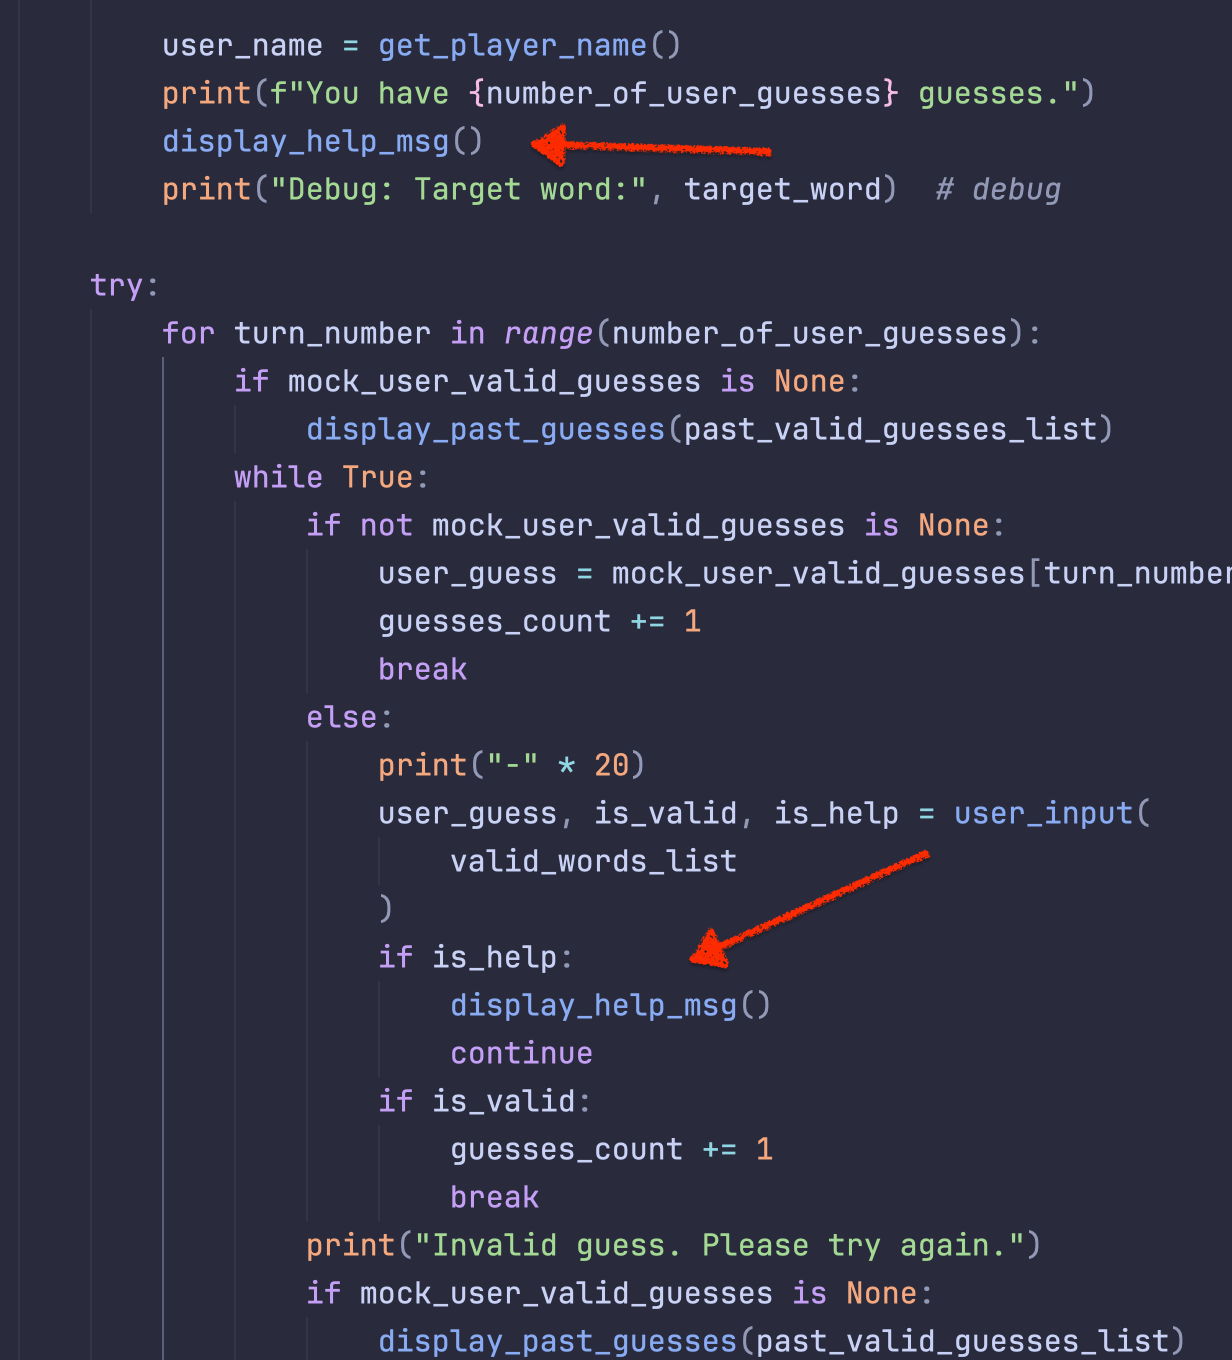 user_name = get_player_name()
print(f"You have {number_of_user_guesses} guesses.")
display_help_msg()
print("Debug: Target word:", target_word)  # debug
try:
for turn_number in range(number_of_user_guesses):
if mock_user_valid_guesses is None:
display_past_guesses(past_valid_guesses_list)
while True:
if not mock_user_valid_guesses is None:
user_guess = mock_user_valid_guesses[turn_number
guesses_count += 1
break
else:
print("-" * 20)
user_guess, is_valid, is_help = user_input(
valid_words_list
)
if is_help:
display_help_msg()
continue
if is_valid:
guesses_count += 1
break
print("Invalid guess. Please try again.")
if mock_user_valid_guesses is None:
display_past_guesses(past_valid_guesses_list)